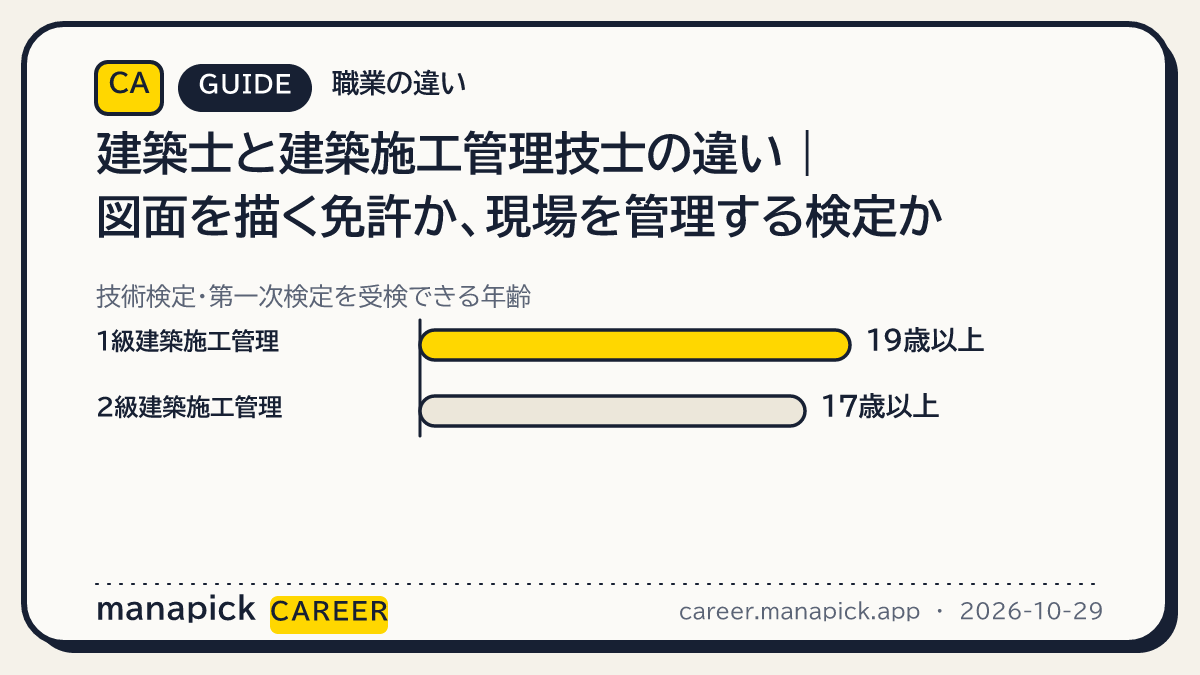 CA GUIDE 職業の違い
建築士と建築施工管理技士の違い｜
図面を描く免許か、現場を管理する検定か
技術検定・第一次検定を受検できる年齢
1級建築施工管理 19歳以上
2級建築施工管理 17歳以上
manapick CAREER career.manapick.app ・ 2026-10-29